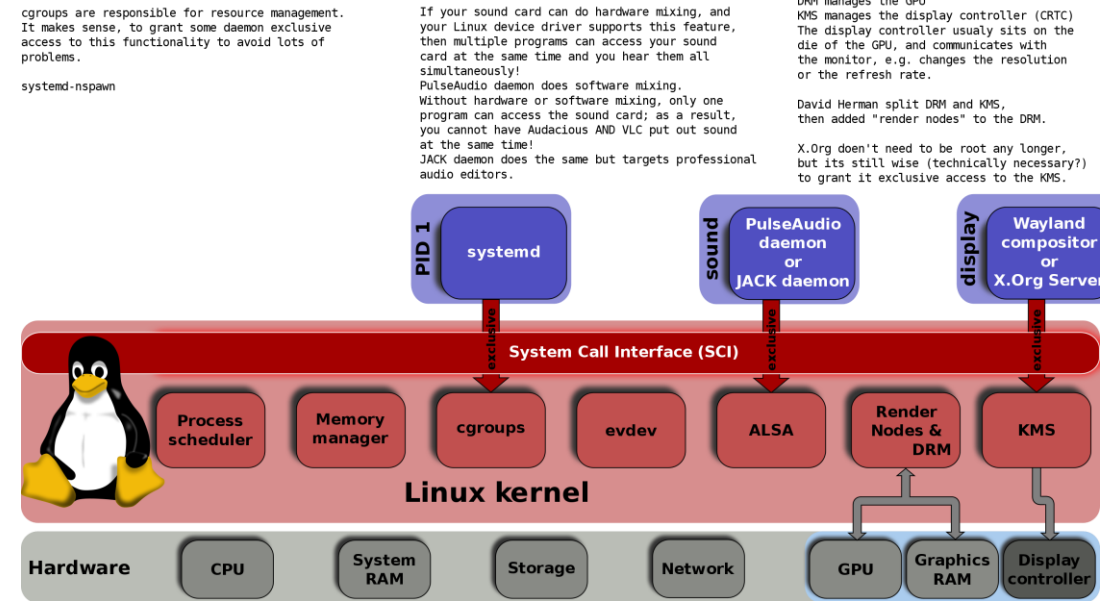 cgroups are responsible for resource management.
It makes sense, to grant some daemon exclusive
access to this functionality to avoid lots of
problems.
systemd-nspawn
If your sound card can do hardware mixing, and
your Linux device driver supports this feature,
then multiple programs can access your sound
card at the same time and you hear them all
simultaneously!
PulseAudio daemon does software mixing.
Without hardware or software mixing, only one
program can access the sound card; as a result,
you cannot have Audacious AND VLC put out sound
at the same time!
JACK daemon does the same but targets professional
audio editors.
DRM manages the GPU
KMS manages the display controller (CRTC)
The display controller usualy sits on the
die of the GPU, and communicates with
the monitor, e.g. changes the resolution
or the refresh rate.
David Herman split DRM and KMS,
then added "render nodes" to the DRM.
X.Org doen't need to be root any longer,
but its still wise (technically necessary?)
to grant it exclusive access to the KMS.
PID 1
systemd
sound
PulseAudio
daemon
or
JACK daemon
display
Wayland
compositor
or
X.Org Server
exclusive
exclusive
exclusive
System Call Interface (SCI)
Process
scheduler
Memory
manager
cgroups
evdev
ALSA
Render
Nodes &
DRM
KMS
Linux kernel
Hardware
CPU
System
RAM
Storage
Network
GPU
Graphics
RAM
Display
controller